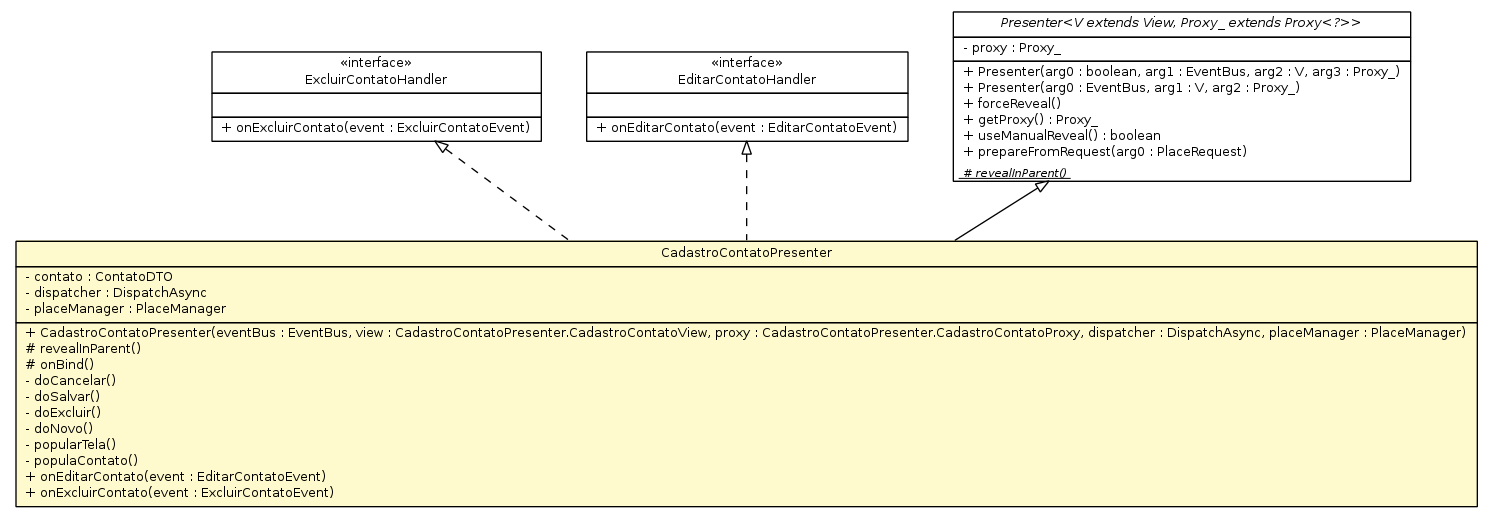 «interface»
ExcluirContatoHandler
+ onExcluirContato(event : ExcluirContatoEvent)
«interface»
EditarContatoHandler
+ onEditarContato(event : EditarContatoEvent)
Presenter<V extends View, Proxy_ extends Proxy<?>>
- proxy : Proxy_
+ Presenter(arg0 : boolean, arg1 : EventBus, arg2 : V, arg3 : Proxy_)
+ Presenter(arg0 : EventBus, arg1 : V, arg2 : Proxy_)
+ forceReveal()
+ getProxy() : Proxy_
+ useManualReveal() : boolean
+ prepareFromRequest(arg0 : PlaceRequest)
# revealInParent()
CadastroContatoPresenter
- contato : ContatoDTO
- dispatcher : DispatchAsync
- placeManager : PlaceManager
+ CadastroContatoPresenter(eventBus : EventBus, view : CadastroContatoPresenter.CadastroContatoView, proxy : CadastroContatoPresenter.CadastroContatoProxy, dispatcher : DispatchAsync, placeManager : PlaceManager)
# revealInParent()
# onBind()
- doCancelar()
- doSalvar()
- doExcluir()
- doNovo()
- popularTela()
- populaContato()
+ onEditarContato(event : EditarContatoEvent)
+ onExcluirContato(event : ExcluirContatoEvent)